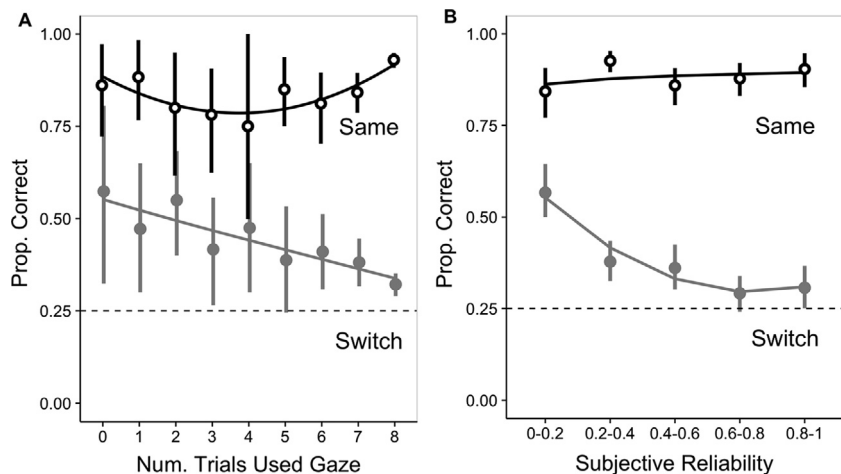 A
Prop. Correct
1.00
0.75
0.50
0.25
0.00
Same
Switch
0 1 2 3 4 5 6 7 8
Num. Trials Used Gaze
B
Prop. Correct
1.00
0.75
0.50
0.25
0.00
Same
Switch
0-0.2 0.2-0.4 0.4-0.6 0.6-0.8 0.8-1
Subjective Reliability